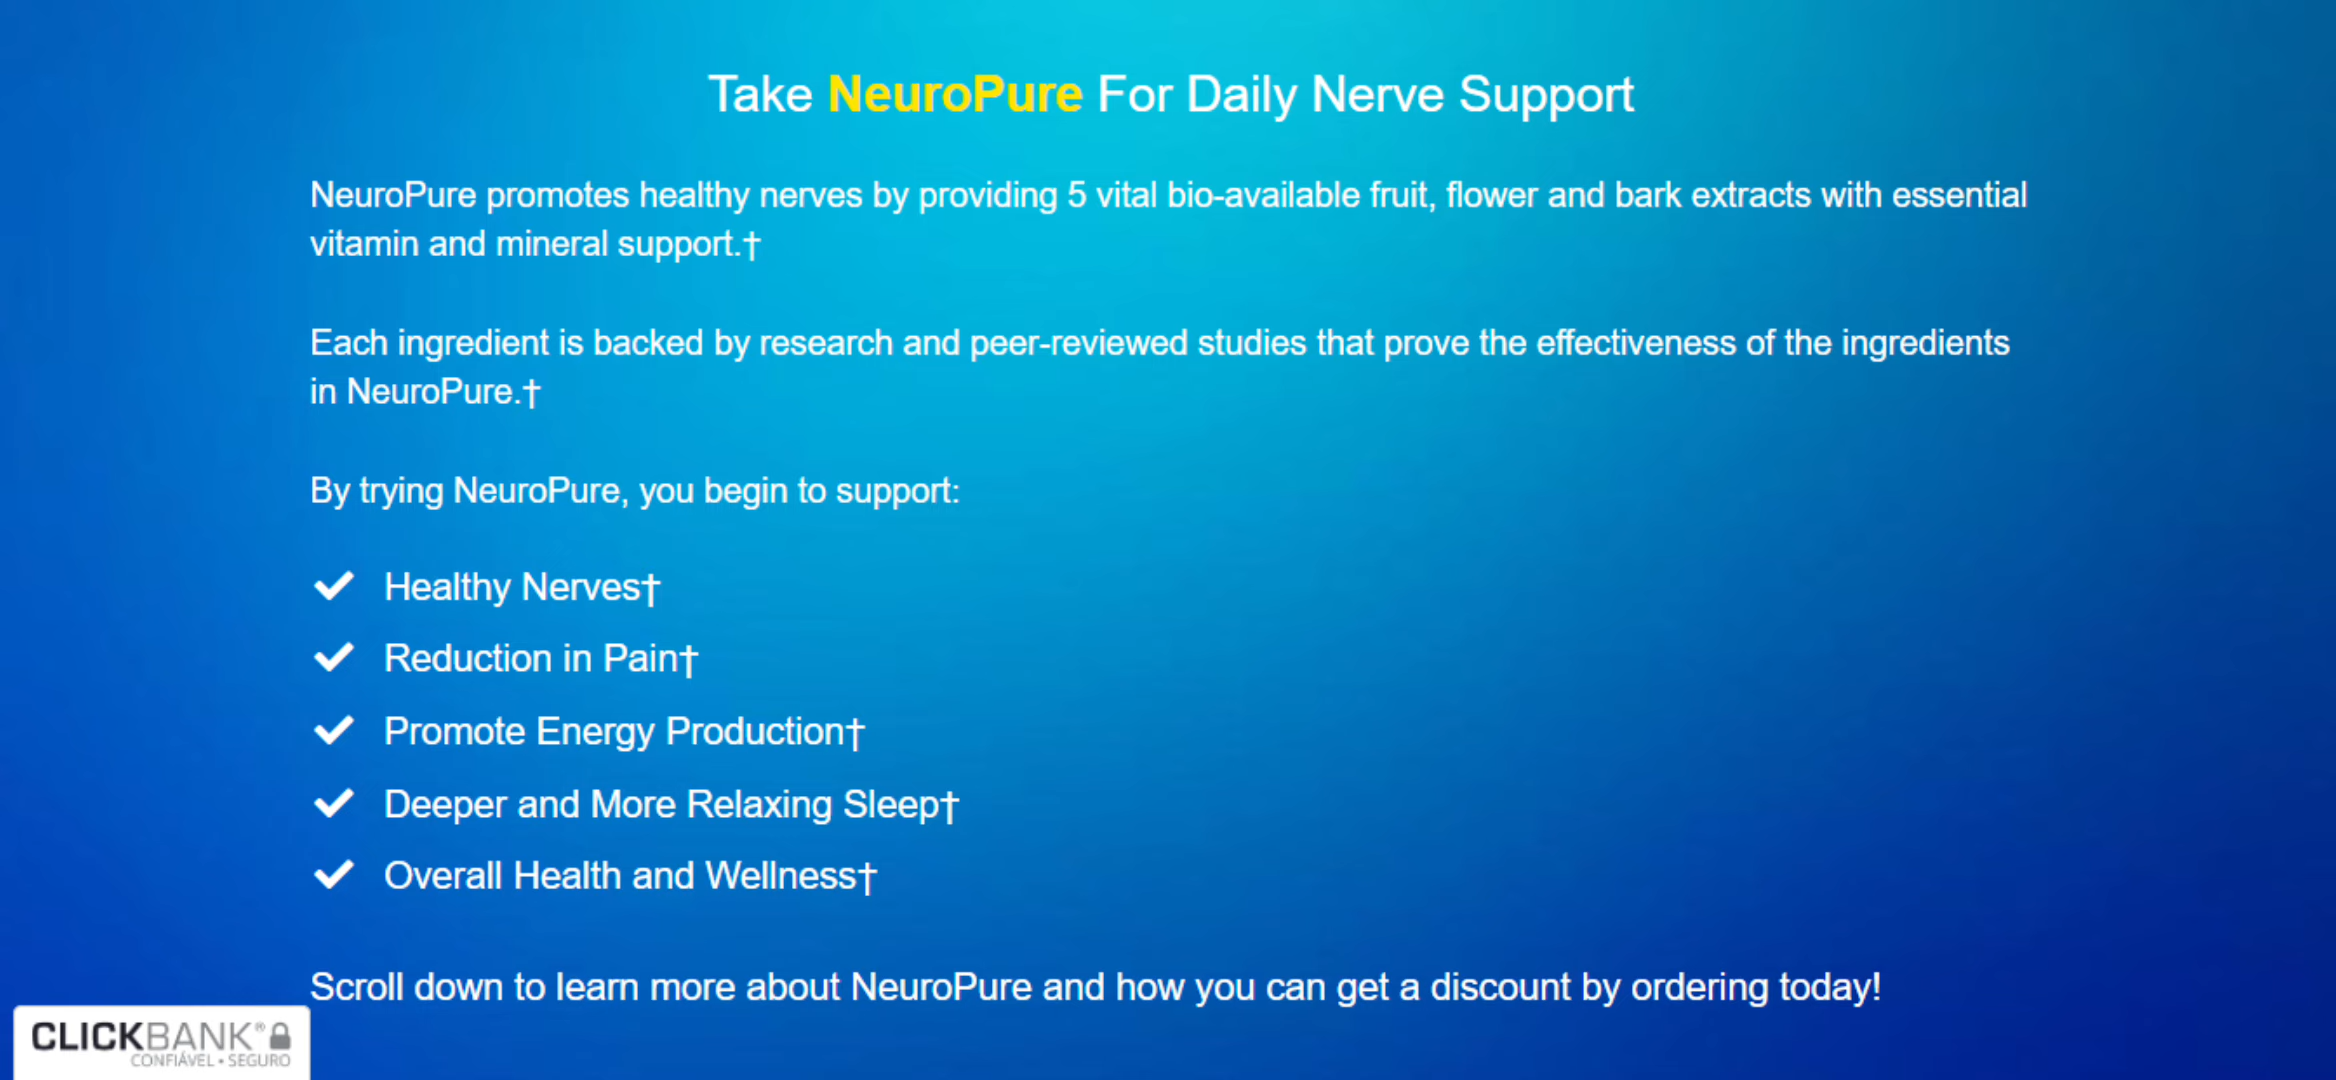 Take NeuroPure For Daily Nerve Support
NeuroPure promotes healthy nerves by providing 5 vital bio-available fruit, flower and bark extracts with essential
vitamin and mineral support.†
Each ingredient is backed by research and peer-reviewed studies that prove the effectiveness of the ingredients
in NeuroPure.†
By trying NeuroPure, you begin to support:
Healthy Nerves†
Reduction in Pain†
Promote Energy Production†
Deeper and More Relaxing Sleep†
Overall Health and Wellness†
Scroll down to learn more about NeuroPure and how you can get a discount by ordering today!
CLICKBANK®
CONFIÁVEL • SEGURO